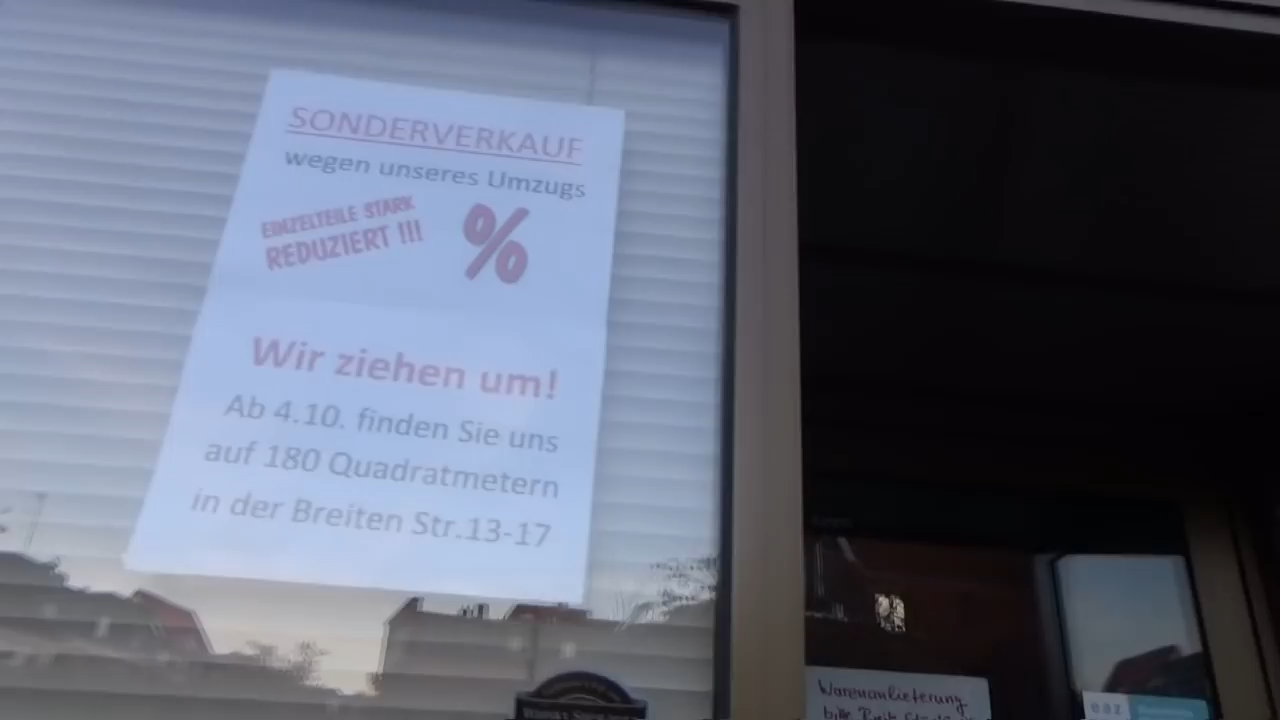 SONDERVERKAUF
wegen unseres Umzugs
EINZELTEILE STARK
REDUZIERT !!!
%
Wir ziehen um!
Ab 4.10. finden Sie uns
auf 180 Quadratmetern
in der Breiten Str.13-17
Warenanlieferung